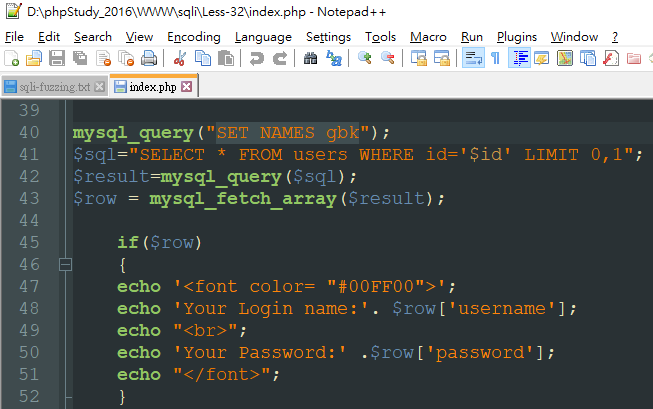 D:\phpStudy_2016\WWW\sqli\Less-32\index.php - Notepad++
File Edit Search View Encoding Language Settings Tools Macro Run Plugins Window ?
sqli-fuzzing.txt index.php
39
40 mysql_query("SET NAMES gbk");
41 $sql="SELECT * FROM users WHERE id='$id' LIMIT 0,1";
42 $result=mysql_query($sql);
43 $row = mysql_fetch_array($result);
44
45 if($row)
46 {
47 echo '<font color= "#00FF00">';
48 echo 'Your Login name:'. $row['username'];
49 echo "<br>";
50 echo 'Your Password:' .$row['password'];
51 echo "</font>";
52 }